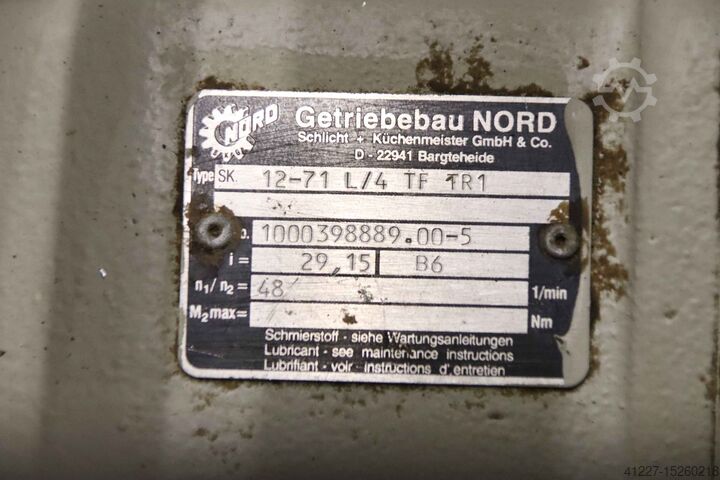 NORD
Getriebebau NORD
Schlicht + Küchenmeister GmbH & Co.
D - 22941 Bargteheide
Type SK 12-71 L/4 TF TR1
1000398889.00-5
i = 29,15 B6
n1/n2= 48/ 1/min
M2max= Nm
Schmierstoff - siehe Wartungsanleitungen
Lubricant - see maintenance instructions
Lubrifiant - voir instructions d'entretien
41227-15260218